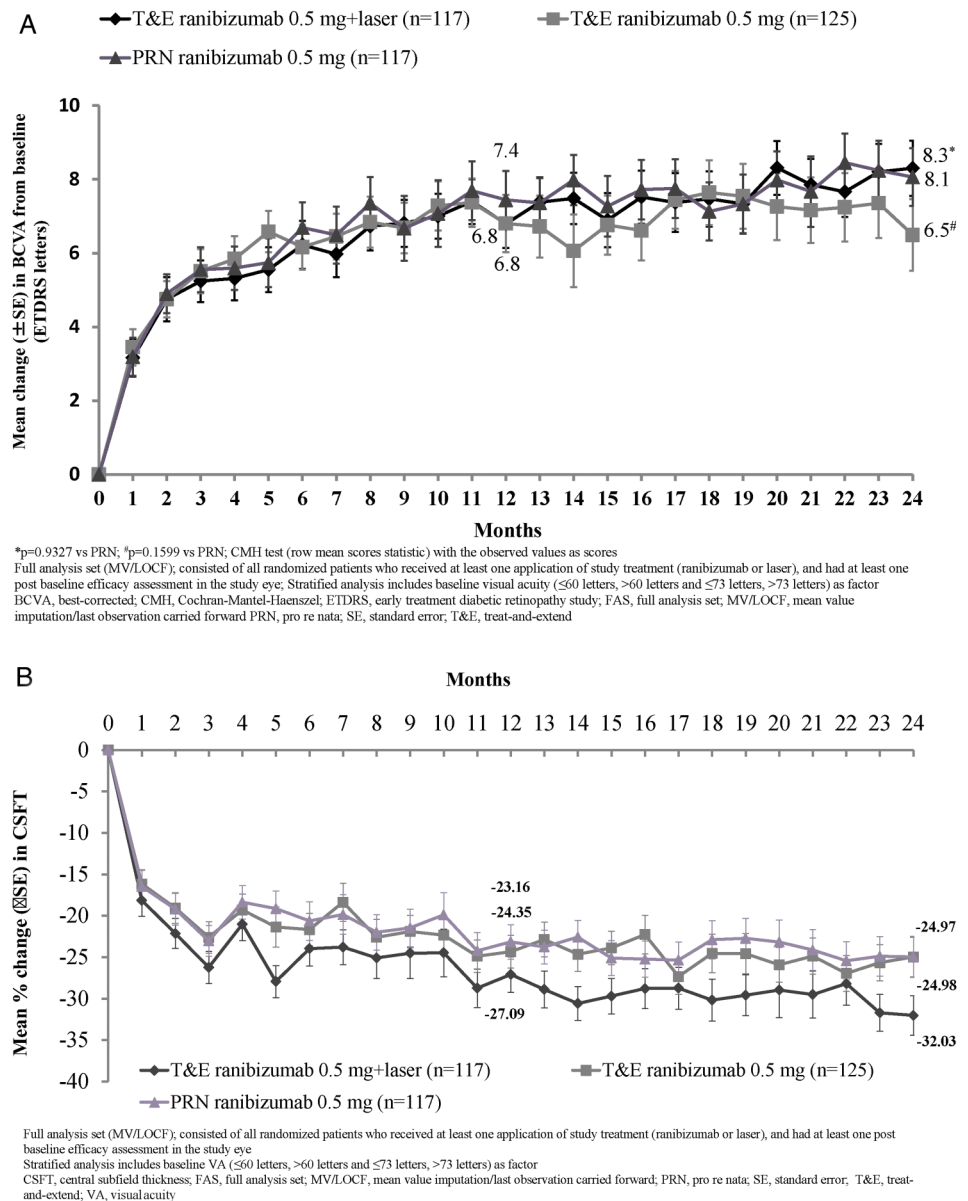 A
T&E ranibizumab 0.5 mg+laser (n=117)
T&E ranibizumab 0.5 mg (n=125)
PRN ranibizumab 0.5 mg (n=117)
Mean change (±SE) in BCVA from baseline
(ETDRS letters)
10
8
6
4
2
0
7.4
6.8
6.8
8.3*
8.1
6.5#
0 1 2 3 4 5 6 7 8 9 10 11 12 13 14 15 16 17 18 19 20 21 22 23 24
Months
*p=0.9327 vs PRN; #p=0.1599 vs PRN; CMH test (row mean scores statistic) with the observed values as scores
Full analysis set (MV/LOCF); consisted of all randomized patients who received at least one application of study treatment (ranibizumab or laser), and had at least one
post baseline efficacy assessment in the study eye; Stratified analysis includes baseline visual acuity (≤60 letters, >60 letters and ≤73 letters, >73 letters) as factor
BCVA, best-corrected; CMH, Cochran-Mantel-Haenszel; ETDRS, early treatment diabetic retinopathy study; FAS, full analysis set; MV/LOCF, mean value
imputation/last observation carried forward PRN, pro re nata; SE, standard error; T&E, treat-and-extend
B
Months
0 1 2 3 4 5 6 7 8 9 10 11 12 13 14 15 16 17 18 19 20 21 22 23 24
Mean % change (⍰SE) in CSFT
0
-5
-10
-15
-20
-25
-30
-35
-40
-23.16
-24.35
-27.09
-24.97
-24.98
-32.03
T&E ranibizumab 0.5 mg+laser (n=117)
T&E ranibizumab 0.5 mg (n=125)
PRN ranibizumab 0.5 mg (n=117)
Full analysis set (MV/LOCF); consisted of all randomized patients who received at least one application of study treatment (ranibizumab or laser), and had at least one post
baseline efficacy assessment in the study eye
Stratified analysis includes baseline VA (≤60 letters, >60 letters and ≤73 letters, >73 letters) as factor
CSFT, central subfield thickness; FAS, full analysis set; MV/LOCF, mean value imputation/last observation carried forward; PRN, pro re nata; SE, standard error; T&E, treat-
and-extend; VA, visual acuity